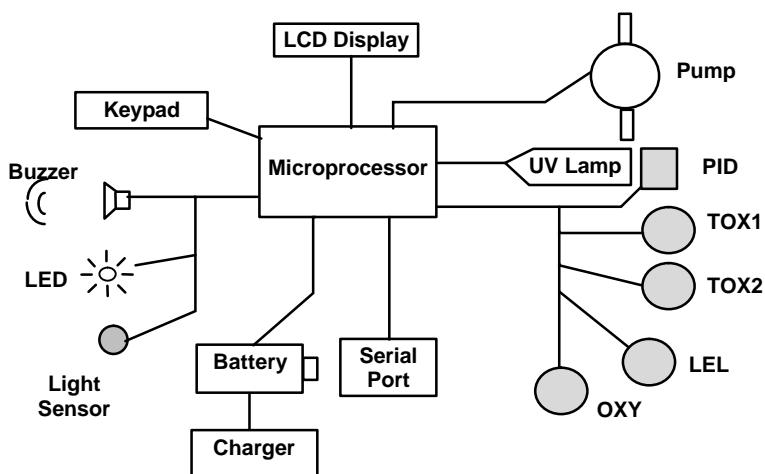 LCD Display
Pump
Keypad
Microprocessor
UV Lamp
PID
Buzzer
TOX1
LED
TOX2
Battery
Serial
Port
LEL
Light
Sensor
OXY
Charger